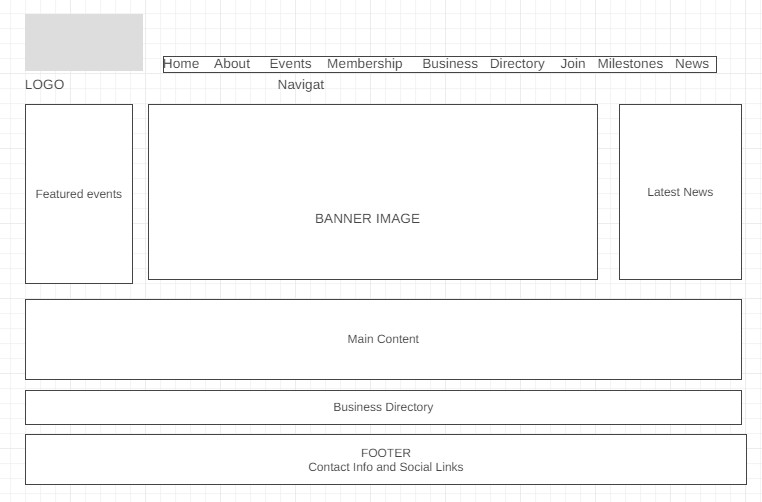 Home About Events Membership Business Directory Join Milestones News
LOGO
Navigat
Featured events
BANNER IMAGE
Latest News
Main Content
Business Directory
FOOTER
Contact Info and Social Links